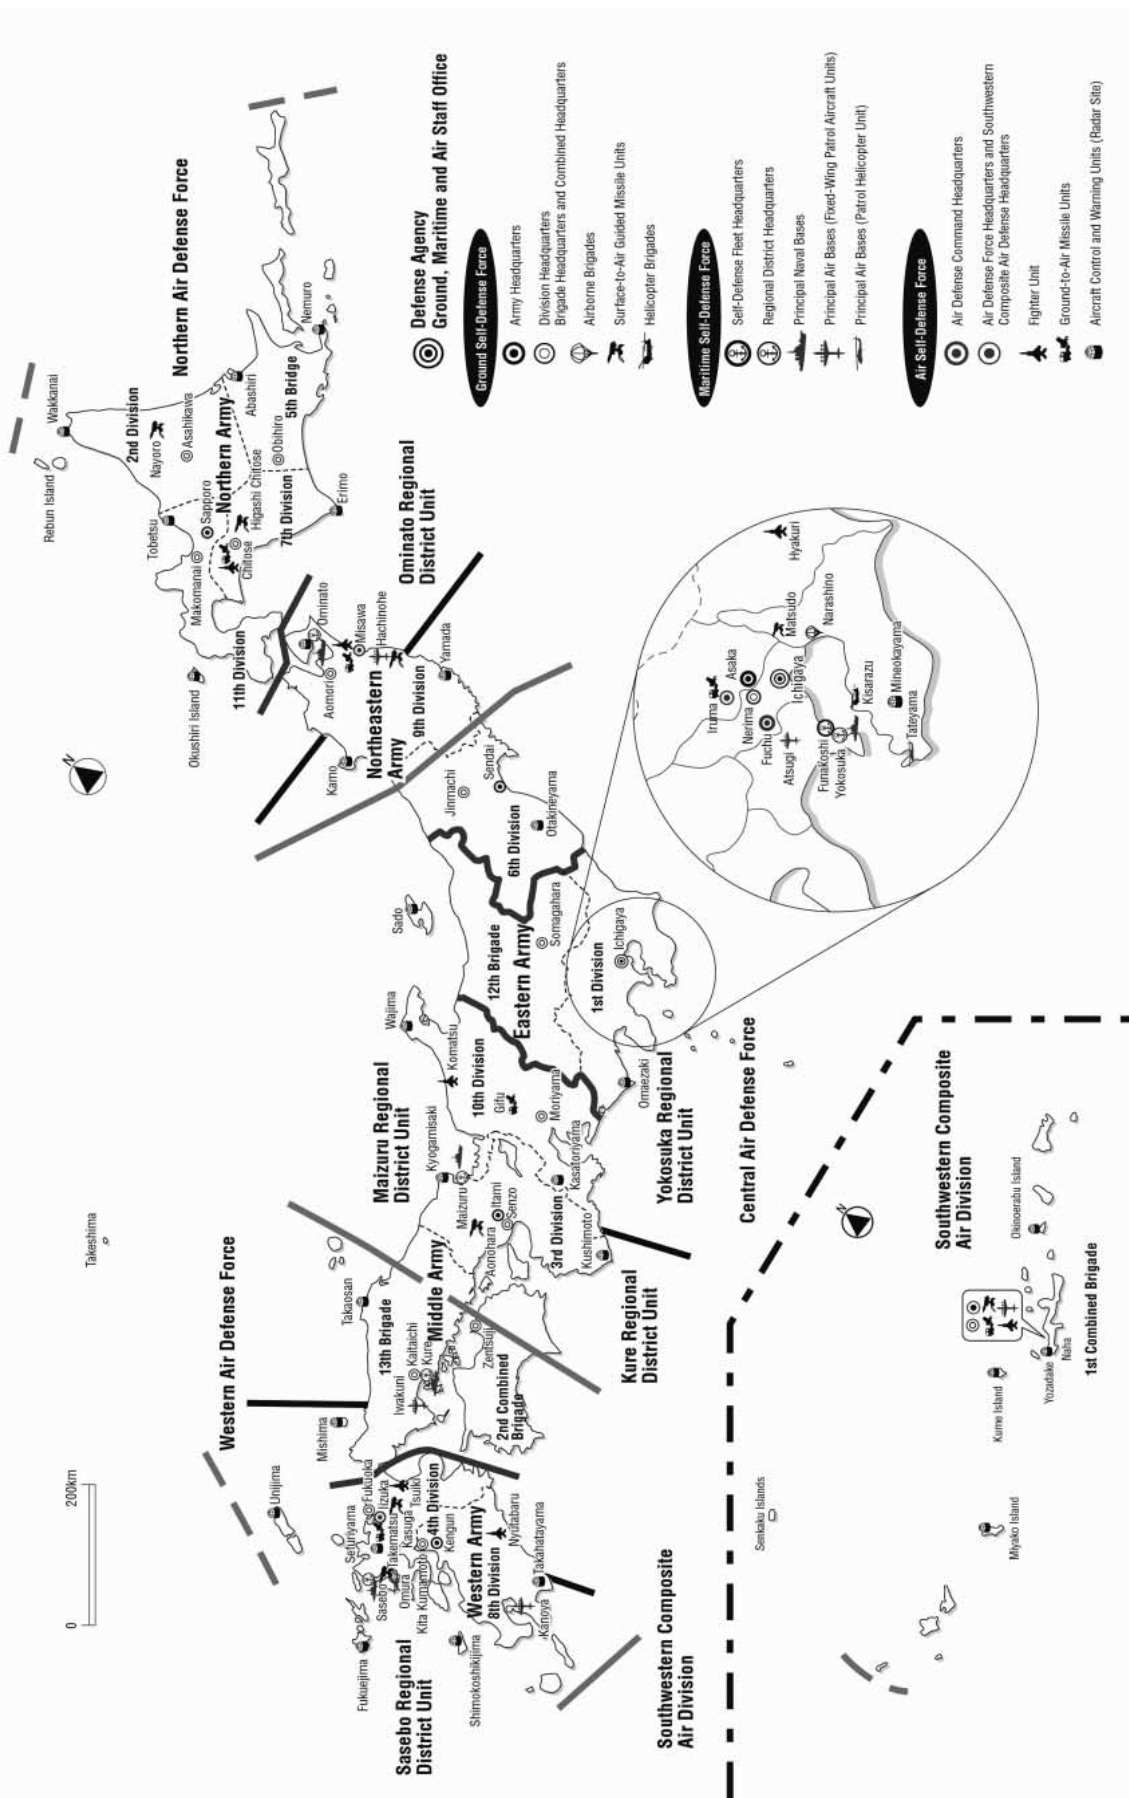 Defense Agency
Ground, Maritime and Air Staff Office
Ground Self-Defense Force
Army Headquarters
Division Headquarters
Brigade Headquarters and Combined Headquarters
Airborne Brigades
Surface-to-Air Guided Missile Units
Helicopter Brigades
Maritime Self-Defense Force
Self-Defense Fleet Headquarters
Regional District Headquarters
Principal Naval Bases
Principal Air Bases (Fixed-Wing Patrol Aircraft Units)
Principal Air Bases (Patrol Helicopter Unit)
Air Self-Defense Force
Air Defense Command Headquarters
Air Defense Force Headquarters and Southwestern
Composite Air Defense Headquarters
Fighter Unit
Ground-to-Air Missile Units
Aircraft Control and Warning Units (Radar Site)
Northern Air Defense Force
Rebun Island
Wakkanai
2nd Division
Nayoro
Asahikawa
Northern Army
Abashiri
5th Bridge
Nemuro
Obihiro
Tobetsu
Sapporo
Higashi Chitose
7th Division
Erimo
Makomanai
Chitose
Okushiri Island
11th Division
N
Ominato Regional
District Unit
Ominato
Misawa
Hachinohe
Aomori
Yamada
9th Division
Northeastern
Army
Kamo
Jinmachi
Sendai
6th Division
Otakineyama
Sado
Somagahara
12th Brigade
Eastern Army
1st Division
Ichigaya
Hyakuri
Matsudo
Narashino
Asaka
Iruma
Nerima
Ichigaya
Fuchu
Atsugi
Kisarazu
Mineokayama
Funakoshi
Yokosuka
Tateyama
Wajima
Komatsu
10th Division
Gifu
Moriyama
Omaezaki
Maizuru Regional
District Unit
Kyogamisaki
Maizuru
Itami
Senzo
Aonohara
3rd Division
Kasatoriyama
Kushimoto
Yokosuka Regional
District Unit
Central Air Defense Force
Takeshima
Western Air Defense Force
Takaosan
13th Brigade
Middle Army
Kaitaichi
Kure
Iwakuni
Zentsuji
2nd Combined
Brigade
Kure Regional
District Unit
Mishima
200km
0
Unijima
Sefuriyama
Fukuoka
Iizuka
Tsuiki
Kasuga
Takematsu
4th Division
Sasebo
Omura
Kita Kumamoto
Kengun
Western Army
8th Division
Nyutabaru
Takahatayama
Kanoya
Fukuejima
Shimokoshikijima
Sasebo Regional
District Unit
Southwestern Composite
Air Division
N
Southwestern Composite
Air Division
Okinoerabu Island
1st Combined Brigade
Naha
Yozadake
Kume Island
Senkaku Islands
Miyako Island